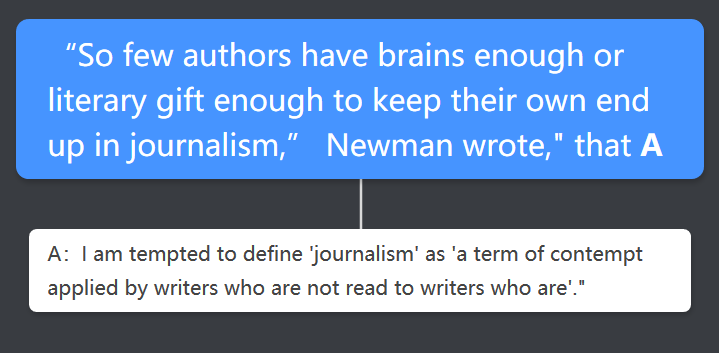 “So few authors have brains enough or
literary gift enough to keep their own end
up in journalism,” Newman wrote," that A
A: I am tempted to define 'journalism' as 'a term of contempt
applied by writers who are not read to writers who are'."